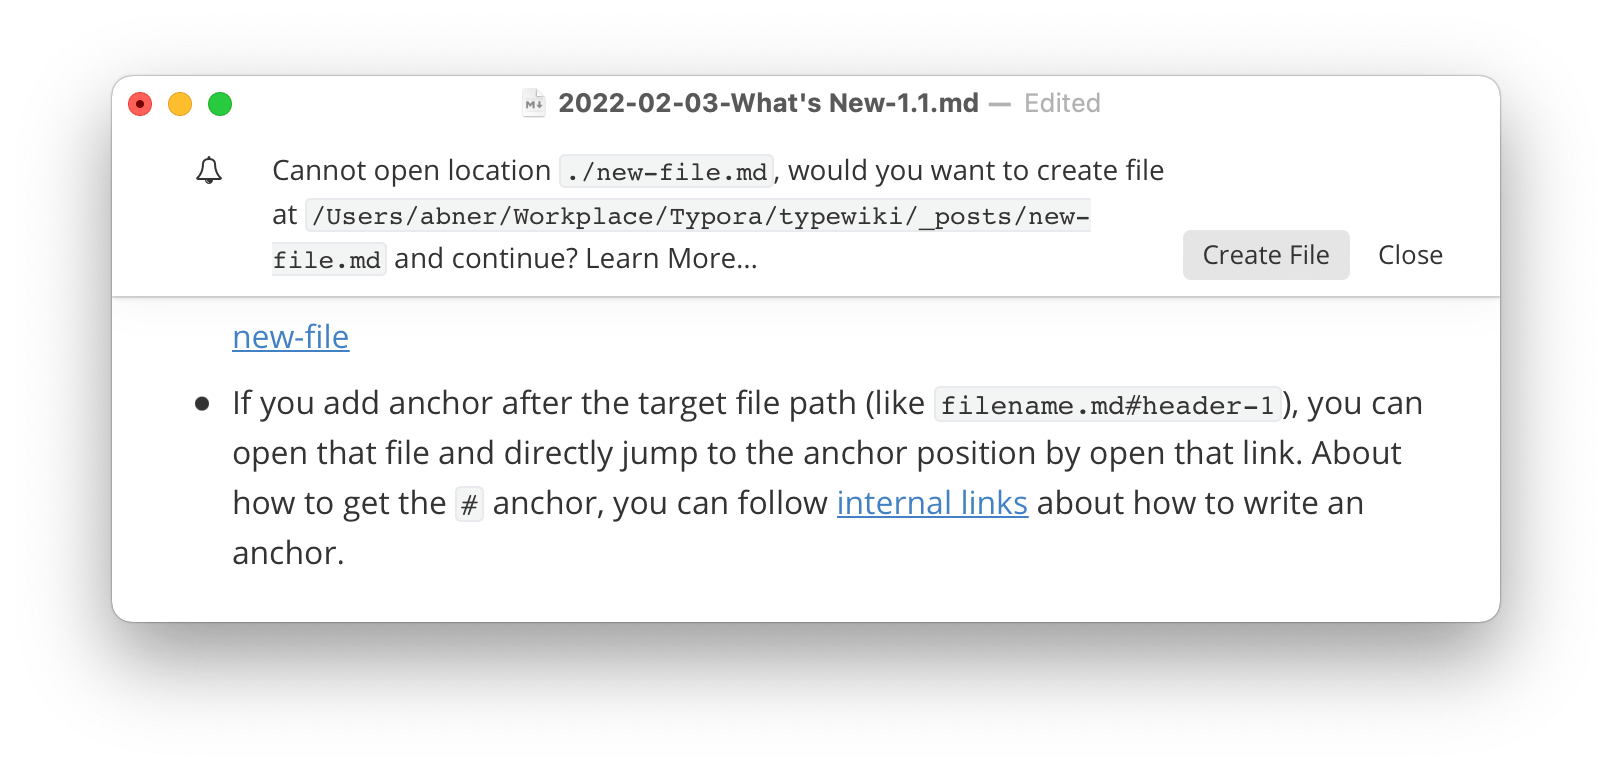 2022-02-03-What's New-1.1.md — Edited
Cannot open location ./new-file.md, would you want to create file
at /Users/abner/Workplace/Typora/typewiki/_posts/new-
file.md and continue? Learn More...
Create File Close
new-file
• If you add anchor after the target file path (like filename.md#header-1), you can
open that file and directly jump to the anchor position by open that link. About
how to get the # anchor, you can follow internal links about how to write an
anchor.